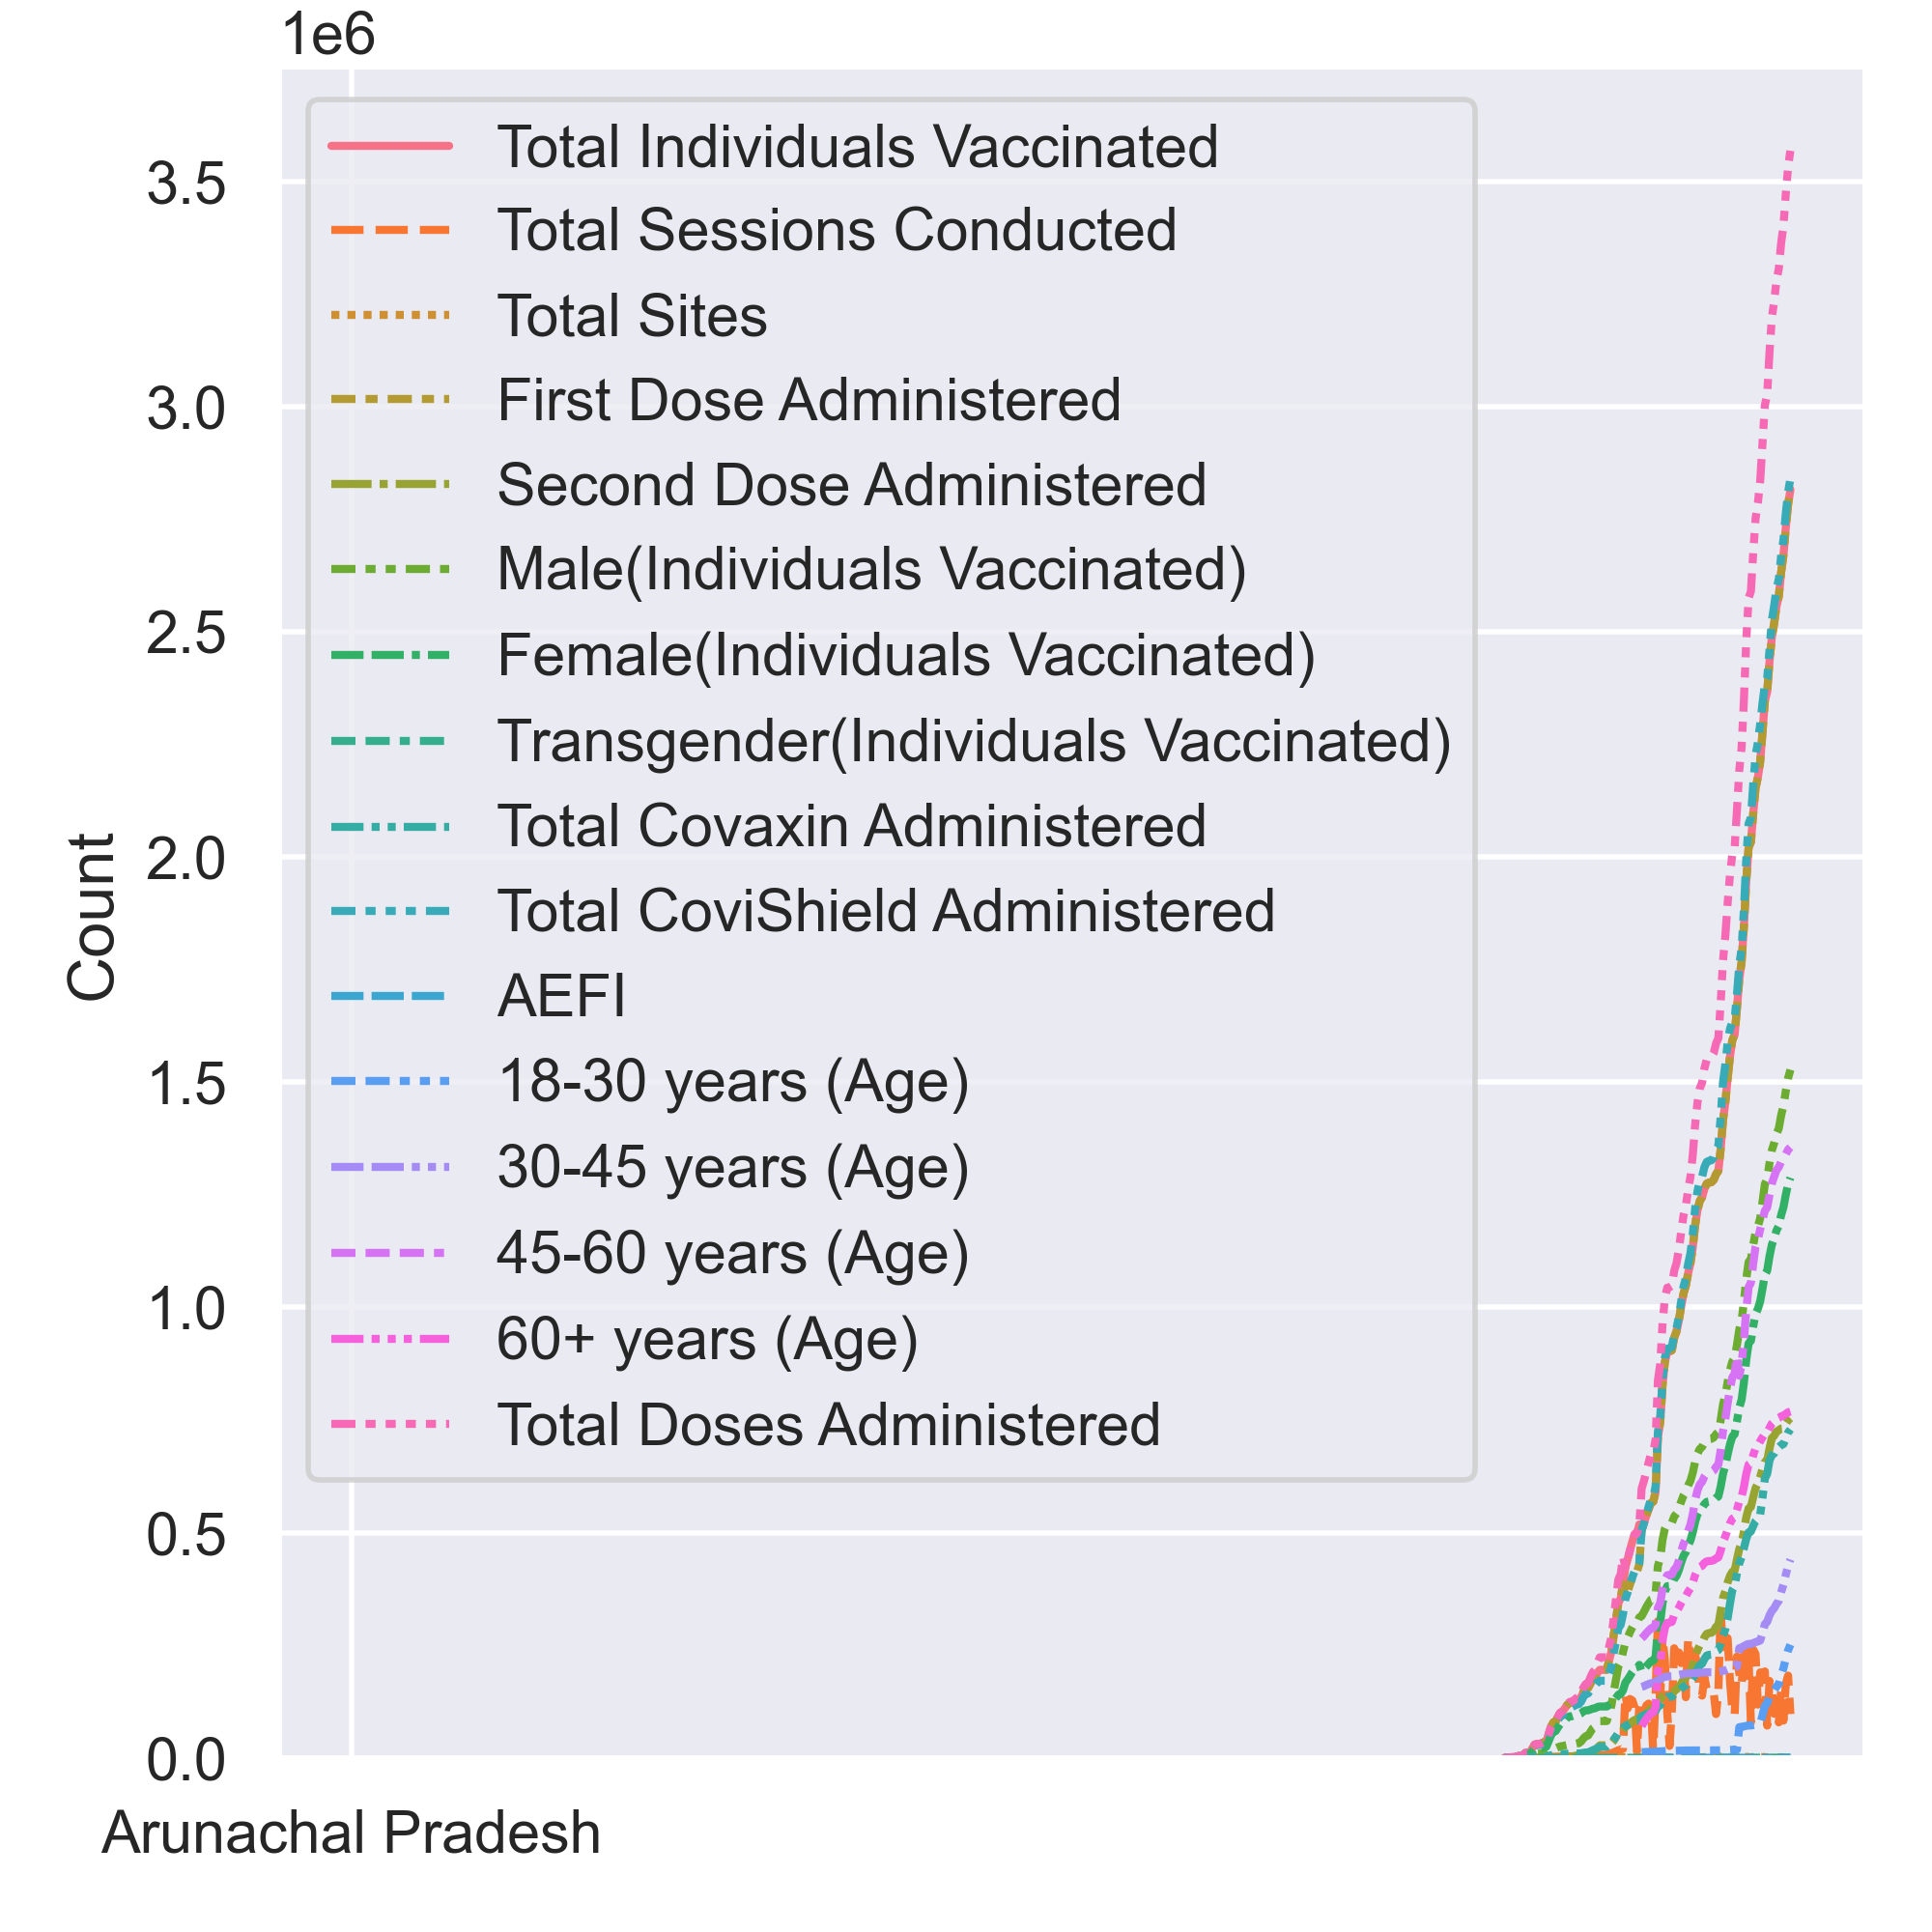 1e6
3.5
3.0
2.5
2.0
1.5
1.0
0.5
0.0
Count
Total Individuals Vaccinated
Total Sessions Conducted
Total Sites
First Dose Administered
Second Dose Administered
Male(Individuals Vaccinated)
Female(Individuals Vaccinated)
Transgender(Individuals Vaccinated)
Total Covaxin Administered
Total CoviShield Administered
AEFI
18-30 years (Age)
30-45 years (Age)
45-60 years (Age)
60+ years (Age)
Total Doses Administered
Arunachal Pradesh